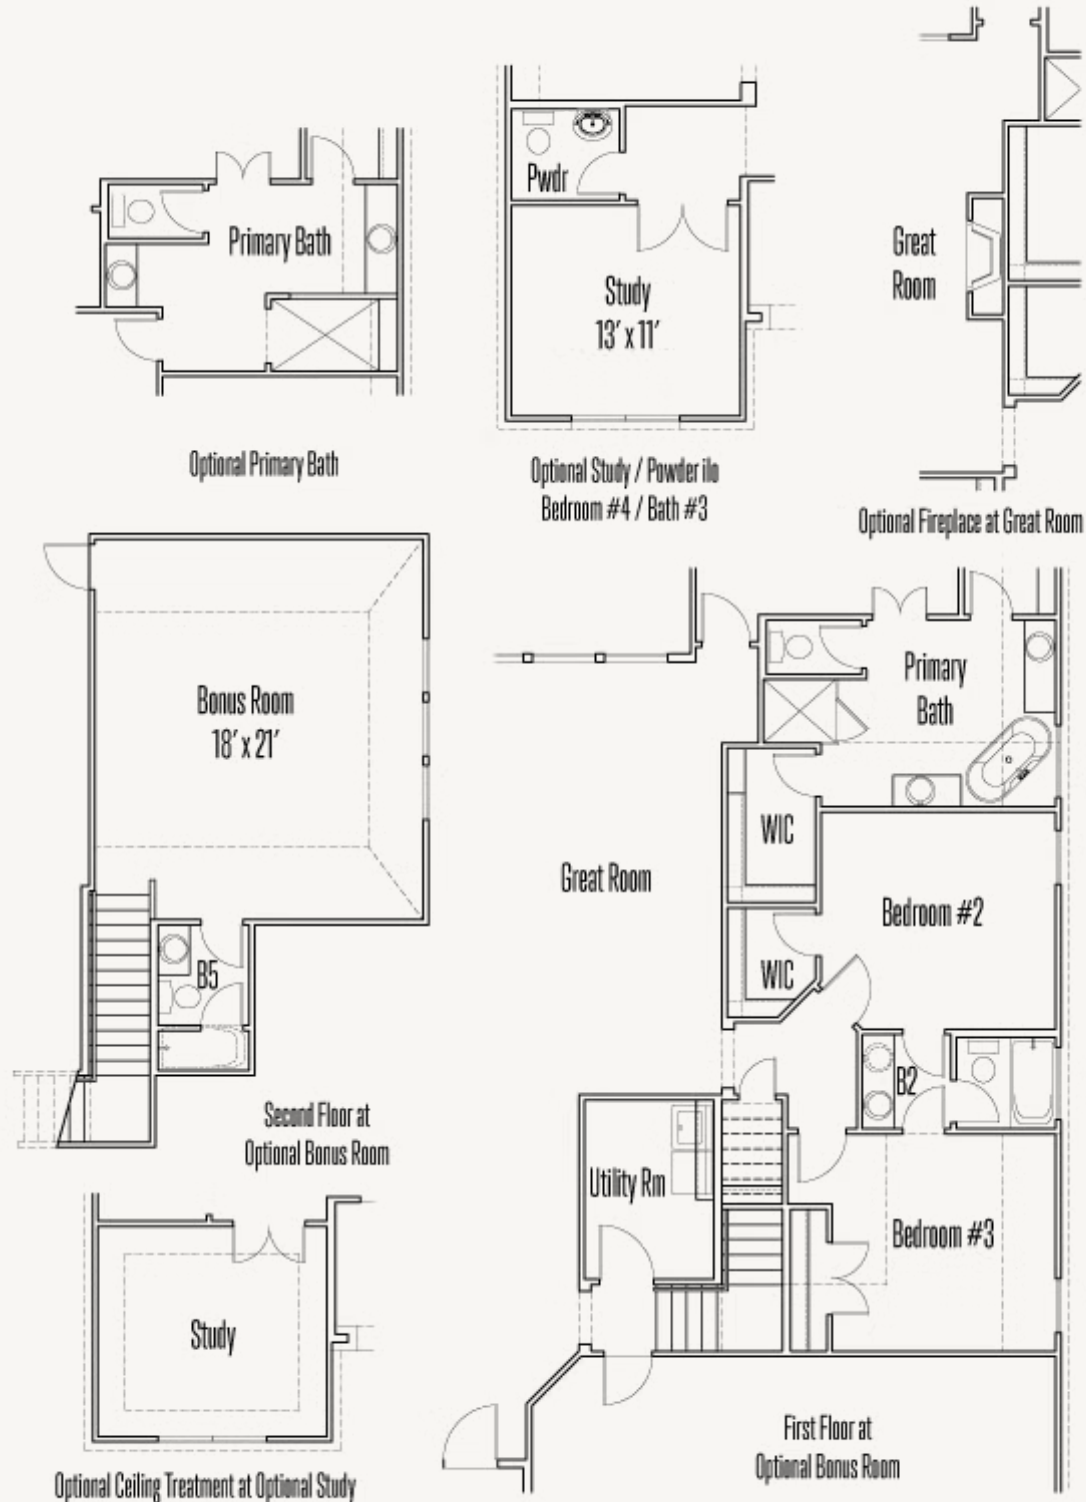 Primary Bath
Optional Primary Bath
Pwdr
Study
13' x 11'
Optional Study / Powder ilo
Bedroom #4 / Bath #3
Great
Room
Optional Fireplace at Great Room
Bonus Room
18' x 21'
B5
Second Floor at
Optional Bonus Room
Study
Optional Ceiling Treatment at Optional Study
Primary
Bath
WIC
Great Room
Bedroom #2
WIC
B2
Utility Rm
Bedroom #3
First Floor at
Optional Bonus Room